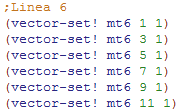 ;Linea 6
(vector-set! mt6 1 1)
(vector-set! mt6 3 1)
(vector-set! mt6 5 1)
(vector-set! mt6 7 1)
(vector-set! mt6 9 1)
(vector-set! mt6 11 1)